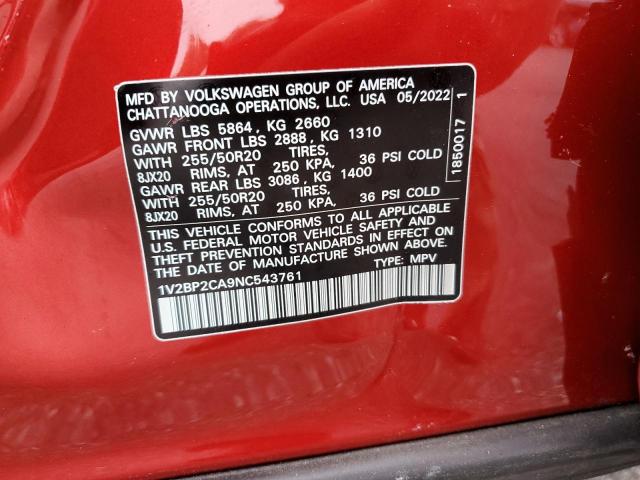 MFD BY VOLKSWAGEN GROUP OF AMERICA
CHATTANOOGA OPERATIONS, LLC. USA 05/2022
GVWR LBS 5864, KG 2660
GAWR FRONT LBS 2888, KG 1310
WITH 255/50R20 TIRES,
8JX20 RIMS, AT 250 KPA, 36 PSI COLD
GAWR REAR LBS 3086, KG 1400
WITH 255/50R20 TIRES,
8JX20 RIMS, AT 250 KPA, 36 PSI COLD
THIS VEHICLE CONFORMS TO ALL APPLICABLE
U.S. FEDERAL MOTOR VEHICLE SAFETY AND
THEFT PREVENTION STANDARDS IN EFFECT ON
THE DATE OF MANUFACTURE SHOWN ABOVE.
1V2BP2CA9NC543761 TYPE: MPV
1850017 1